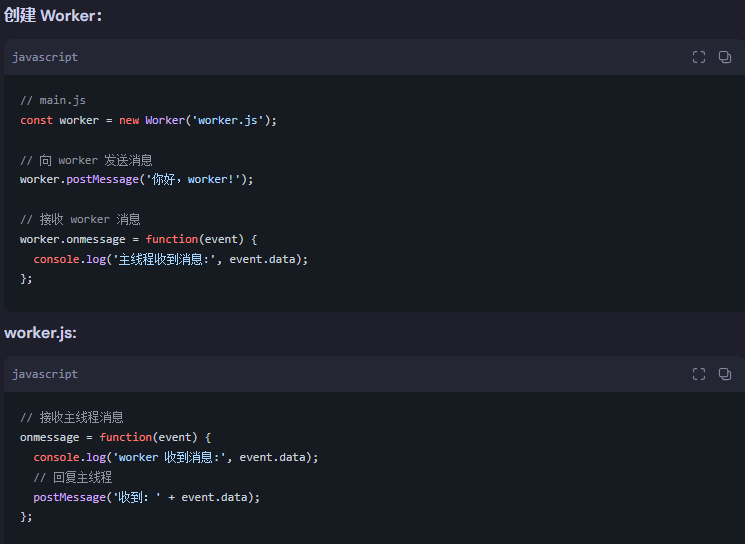 创建 Worker：
javascript
// main.js
const worker = new Worker('worker.js');
// 向 worker 发送消息
worker.postMessage('你好，worker!');
// 接收 worker 消息
worker.onmessage = function(event) {
  console.log('主线程收到消息:', event.data);
};
worker.js:
javascript
// 接收主线程消息
onmessage = function(event) {
  console.log('worker 收到消息:', event.data);
  // 回复主线程
  postMessage('收到: ' + event.data);
};